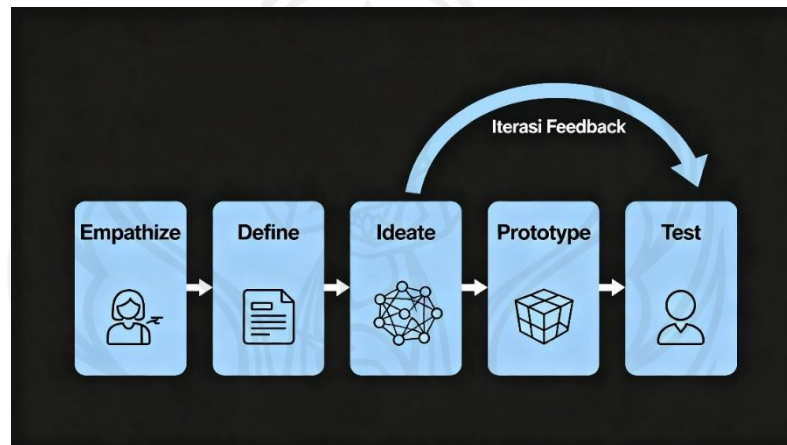 Iterasi Feedback
Empathize
Define
Ideate
Prototype
Test